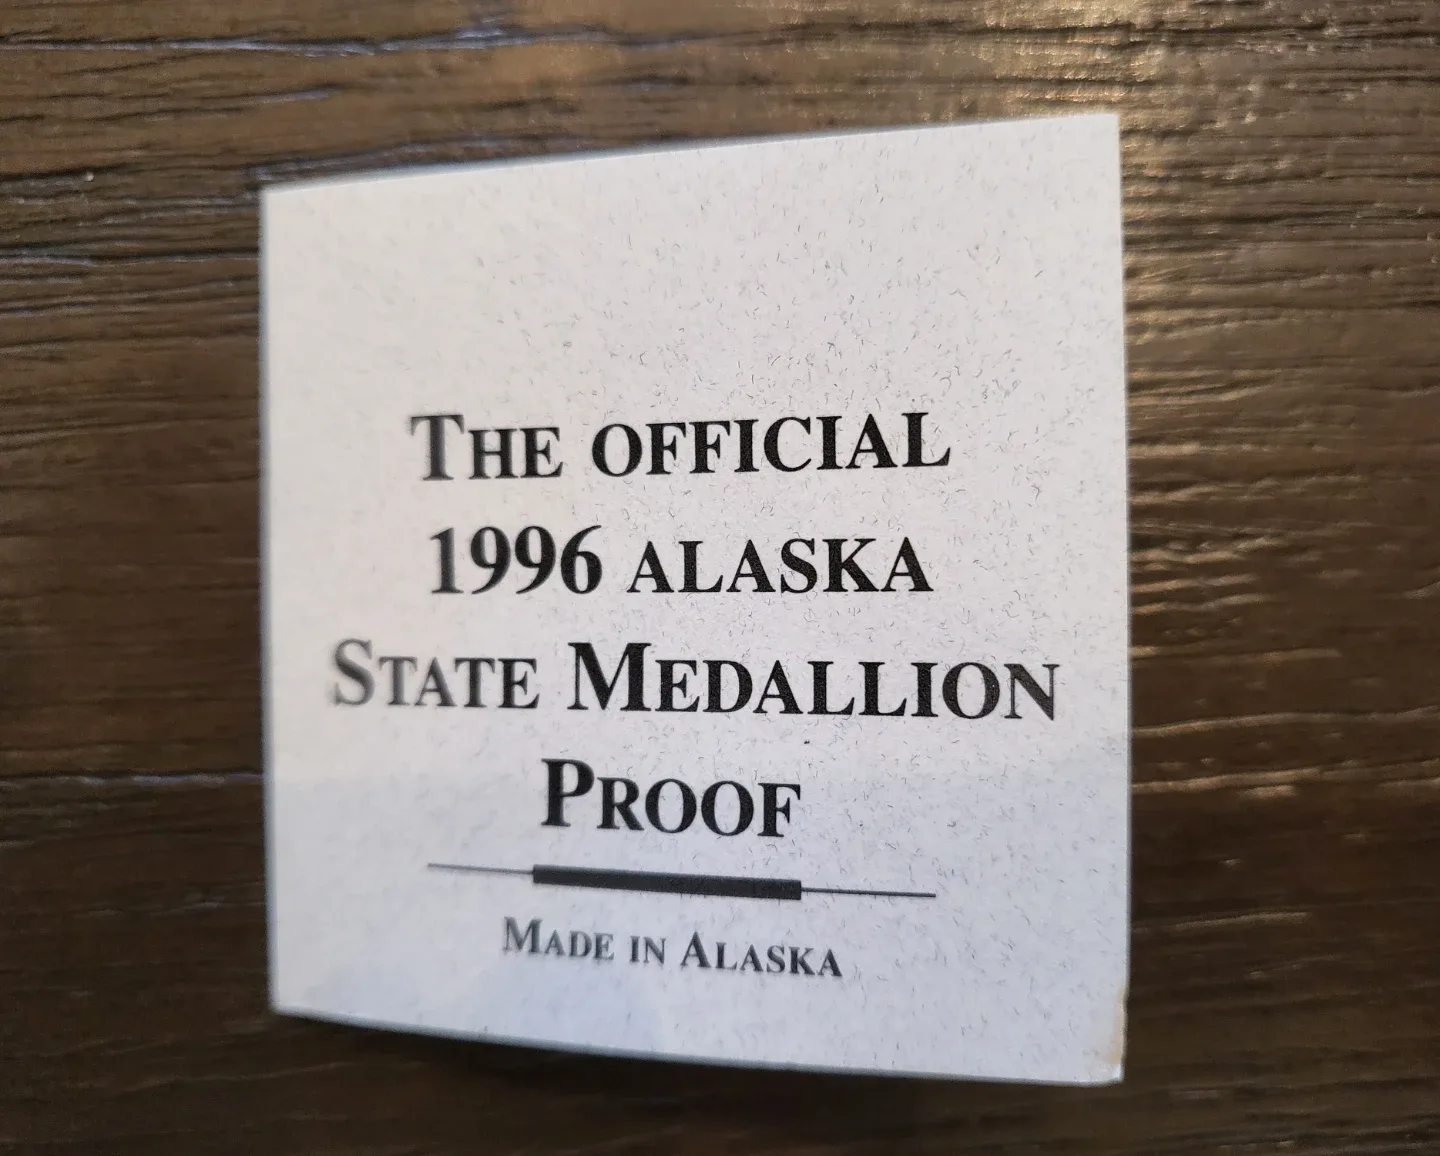 The official
1996 alaska
State Medallion
Proof
Made in Alaska